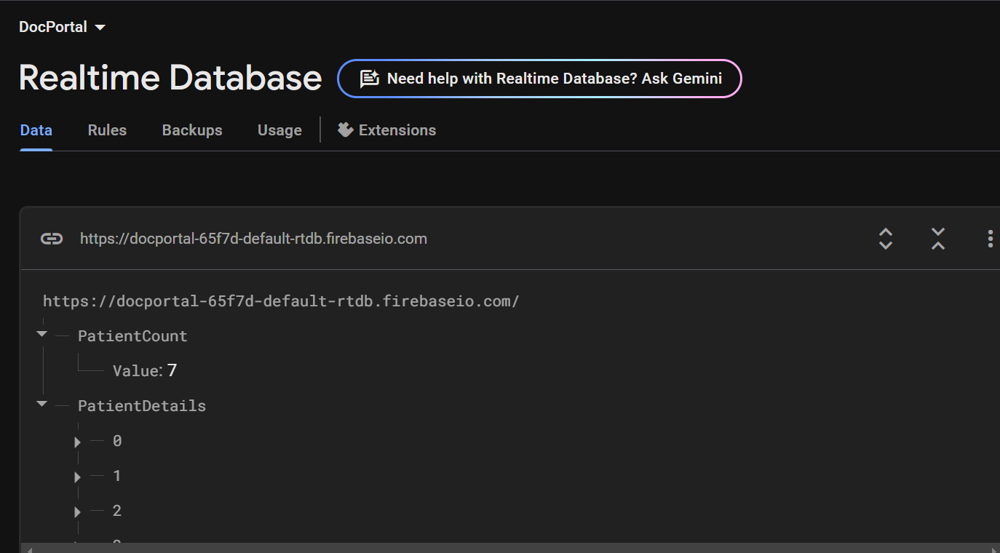 DocPortal
Realtime Database
Need help with Realtime Database? Ask Gemini
Data Rules Backups Usage Extensions
https://docportal-65f7d-default-rtdb.firebaseio.com
https://docportal-65f7d-default-rtdb.firebaseio.com/
PatientCount
Value: 7
PatientDetails
0
1
2